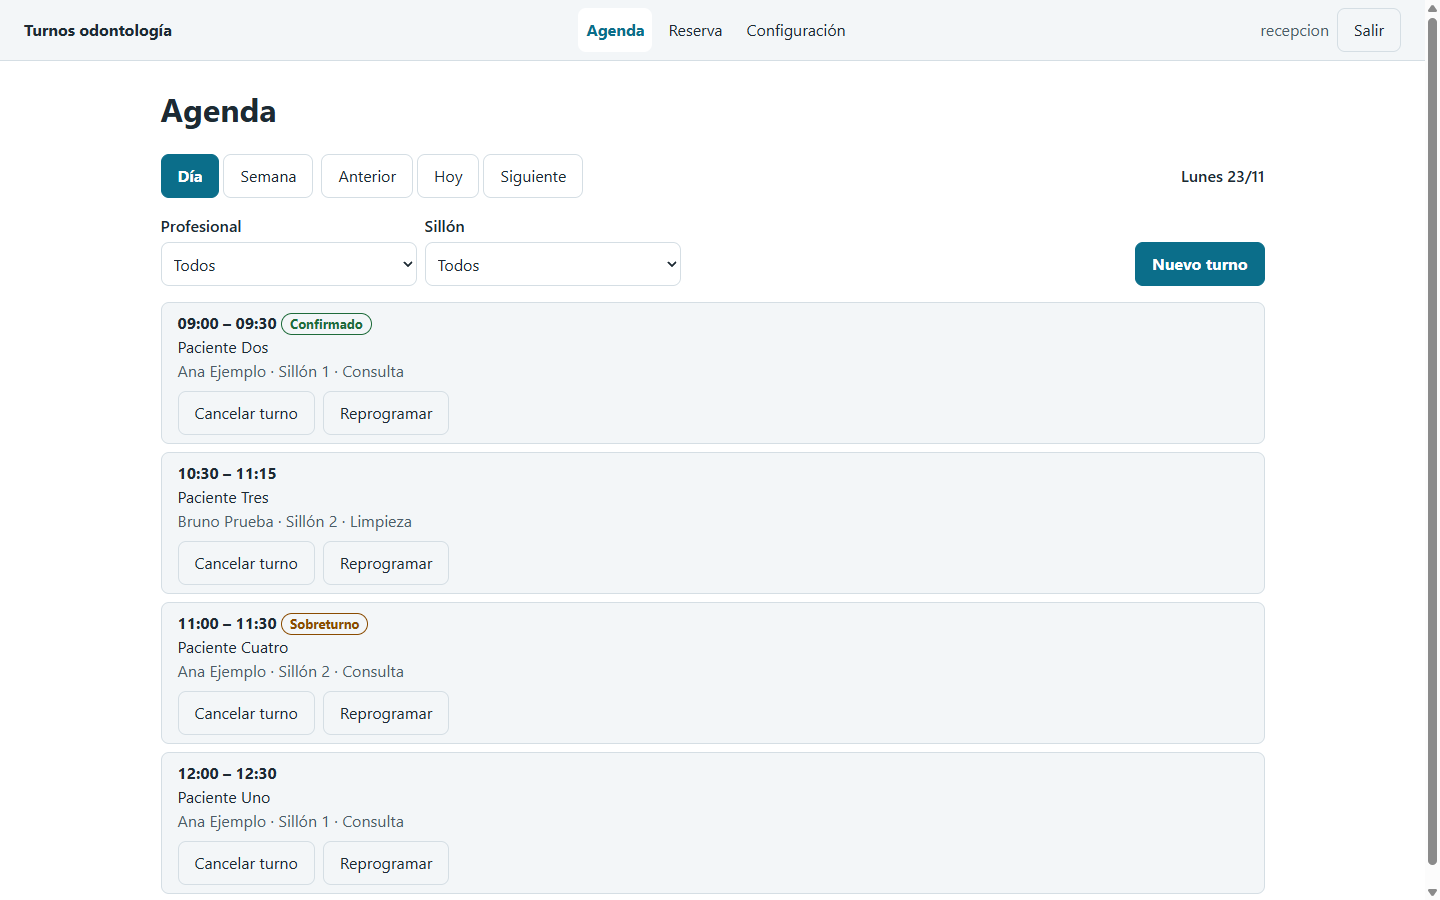 Turnos odontología
Agenda Reserva Configuración
recepcion Salir
Agenda
Día Semana Anterior Hoy Siguiente Lunes 23/11
Profesional Sillón
Todos Todos Nuevo turno
09:00 – 09:30 Confirmado
Paciente Dos
Ana Ejemplo · Sillón 1 · Consulta
Cancelar turno Reprogramar
10:30 – 11:15
Paciente Tres
Bruno Prueba · Sillón 2 · Limpieza
Cancelar turno Reprogramar
11:00 – 11:30 Sobreturno
Paciente Cuatro
Ana Ejemplo · Sillón 2 · Consulta
Cancelar turno Reprogramar
12:00 – 12:30
Paciente Uno
Ana Ejemplo · Sillón 1 · Consulta
Cancelar turno Reprogramar